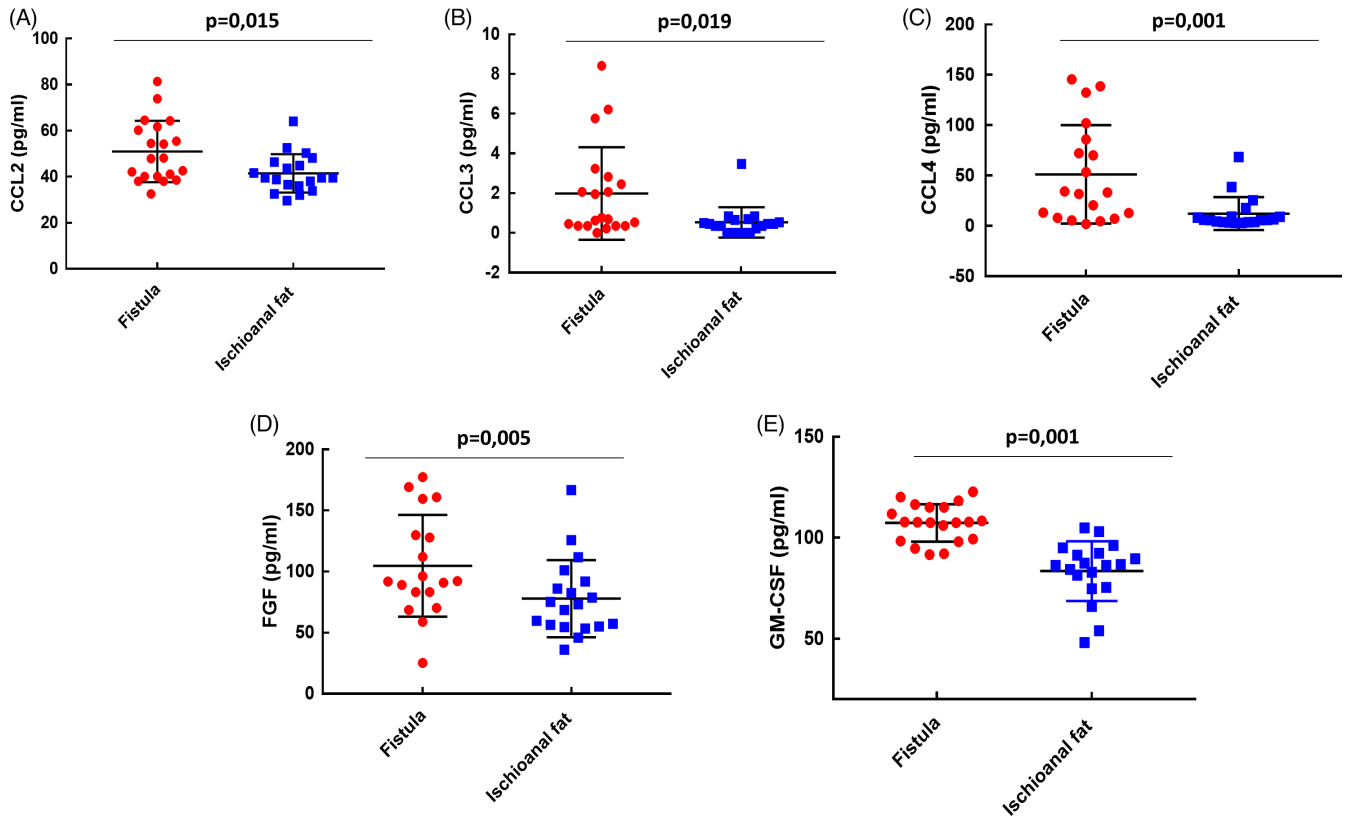 (A)
p=0,015
CCL2 (pg/ml)
100
80
60
40
20
0
Fistula
Ischioanal fat
(B)
p=0,019
CCL3 (pg/ml)
10
8
6
4
2
0
-2
Fistula
Ischioanal fat
(C)
p=0,001
CCL4 (pg/ml)
200
150
100
50
0
-50
Fistula
Ischioanal fat
(D)
p=0,005
FGF (pg/ml)
200
150
100
50
0
Fistula
Ischioanal fat
(E)
p=0,001
GM-CSF (pg/ml)
150
100
50
Fistula
Ischioanal fat